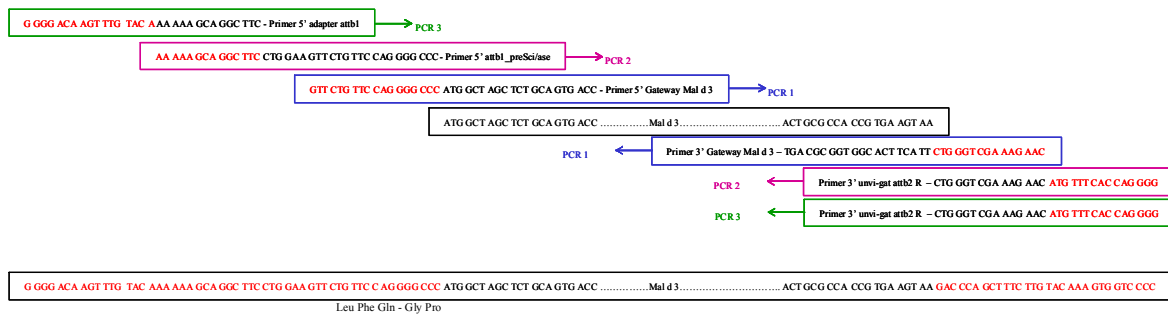 G GGG ACA AGT TTG TAC A AA AAA GCA GGC TTC - Primer 5' adapter attb1
PCR 3
AA AAA GCA GGC TTC CTG GAA GTT CTG TTC CAG GGG CCC - Primer 5' attb1_preSci/ase
PCR 2
GTT CTG TTC CAG GGG CCC ATG GCT AGC TCT GCA GTG ACC - Primer 5' Gateway Mal d 3
PCR 1
ATG GCT AGC TCT GCA GTG ACC ...............Mal d 3................................ ACT GCG CCA CCG TGA AGT AA
PCR 1
Primer 3' Gateway Mal d 3 – TGA CGC GGT GGC ACT TCA TT CTG GGT CGA AAG AAC
PCR 2
Primer 3' unvi-gat attb2 R – CTG GGT CGA AAG AAC ATG TTT CAC CAG GGG
PCR 3
Primer 3' unvi-gat attb2 R – CTG GGT CGA AAG AAC ATG TTT CAC CAG GGG
G GGG ACA AGT TTG TAC AAA AAA GCA GGC TTC CTG GAA GTT CTG TTC CAG GGG CCC ATG GCT AGC TCT GCA GTG ACC ...............Mal d 3................................ ACT GCG CCA CCG TGA AGT AA GAC CCA GCT TTC TTG TAC AAA GTG GTC CCC
Leu Phe Gln - Gly Pro